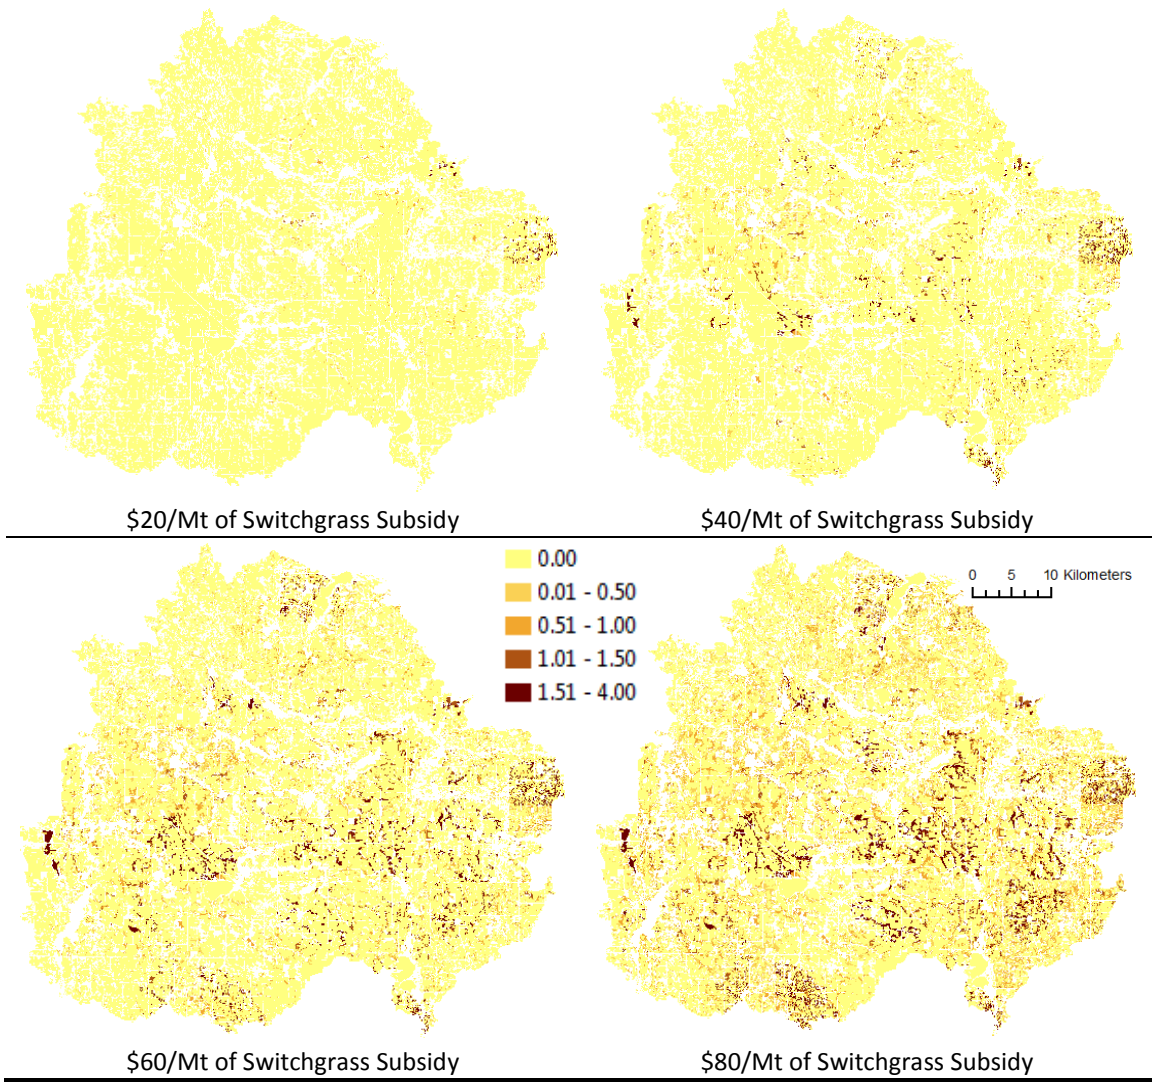 $20/Mt of Switchgrass Subsidy
$40/Mt of Switchgrass Subsidy
0.00
0.01 - 0.50
0.51 - 1.00
1.01 - 1.50
1.51 - 4.00
0 5 10 Kilometers
$60/Mt of Switchgrass Subsidy
$80/Mt of Switchgrass Subsidy